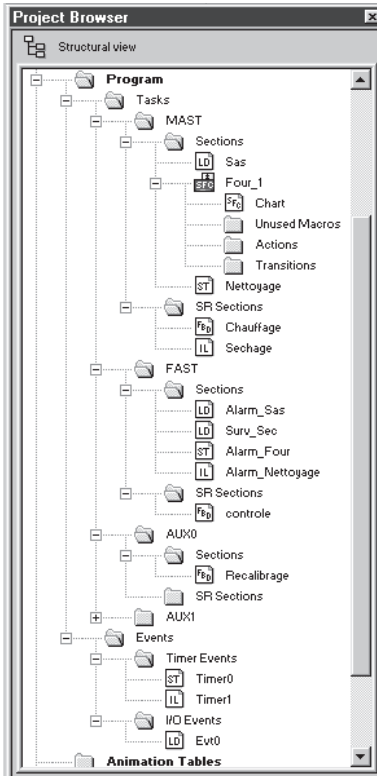 Project Browser
Structural view
Program
Tasks
MAST
Sections
LD Sas
SFC Four_1
SFC Chart
Unused Macros
Actions
Transitions
ST Nettoyage
SR Sections
FBD Chauffage
IL Sechage
FAST
Sections
LD Alarm_Sas
LD Surv_Sec
ST Alarm_Four
IL Alarm_Nettoyage
SR Sections
FBD controle
AUX0
Sections
FBD Recalibrage
SR Sections
AUX1
Events
Timer Events
ST Timer0
IL Timer1
I/O Events
LD Evt0
Animation Tables